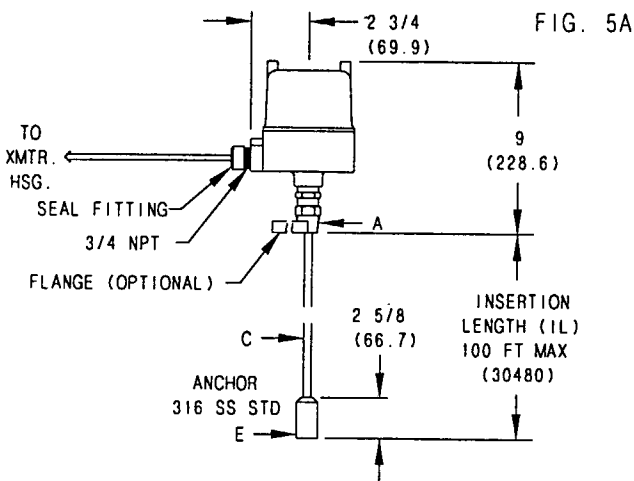 FIG. 5A
2 3/4
(69.9)
TO
XMTR.
HSG.
9
(228.6)
SEAL FITTING
3/4 NPT
A
FLANGE (OPTIONAL)
INSERTION
LENGTH (IL)
100 FT MAX
(30480)
2 5/8
(66.7)
C
ANCHOR
316 SS STD
E